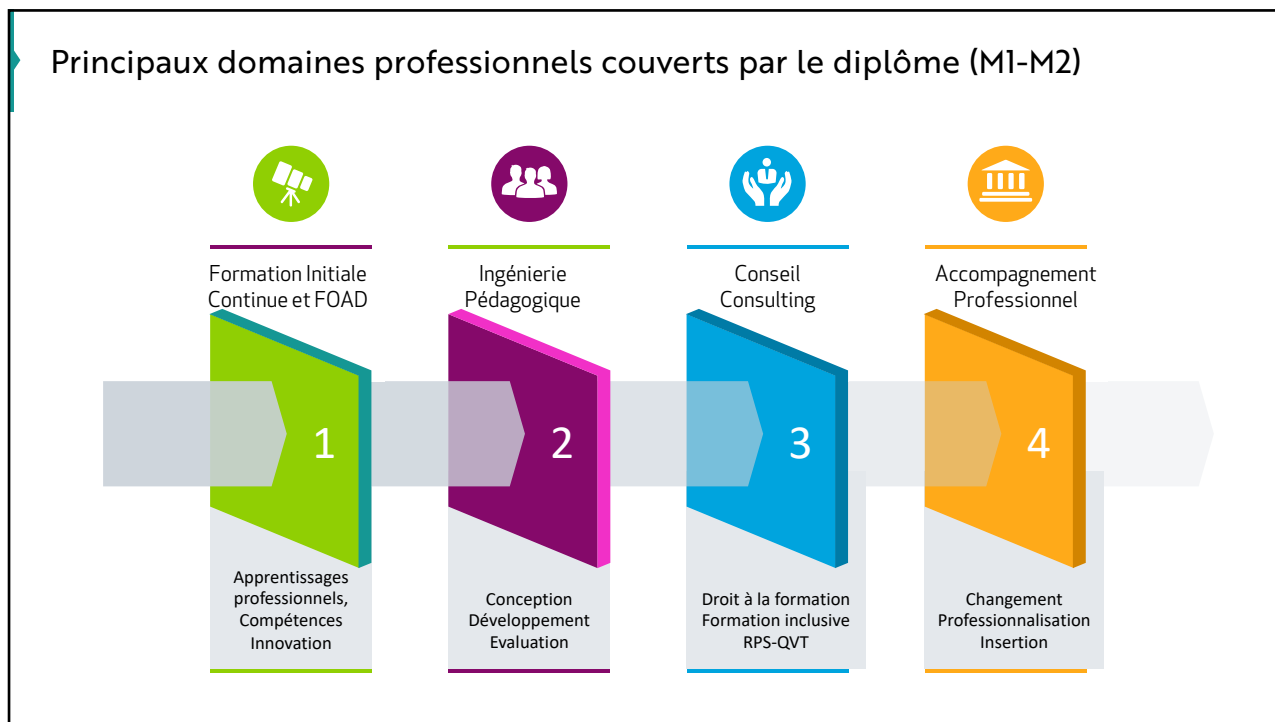 Principaux domaines professionnels couverts par le diplôme (M1-M2)
Formation Initiale
Continue et FOAD
1
Apprentissages
professionnels,
Compétences
Innovation
Ingénierie
Pédagogique
2
Conception
Développement
Evaluation
Conseil
Consulting
3
Droit à la formation
Formation inclusive
RPS-QVT
Accompagnement
Professionnel
4
Changement
Professionnalisation
Insertion